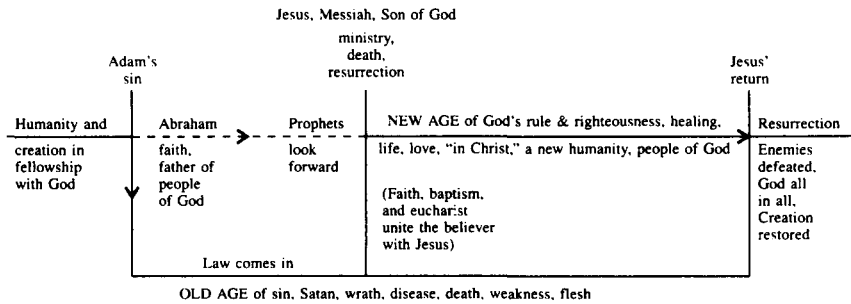 Jesus, Messiah, Son of God
ministry,
death,
resurrection
Adam's
sin
Jesus'
return
Humanity and
creation in
fellowship
with God
Abraham
faith,
father of
people
of God
Prophets
look
forward
NEW AGE of God's rule & righteousness, healing,
life, love, "in Christ," a new humanity, people of God
(Faith, baptism,
and eucharist
unite the believer
with Jesus)
Resurrection
Enemies
defeated,
God all
in all,
Creation
restored
Law comes in
OLD AGE of sin, Satan, wrath, disease, death, weakness, flesh